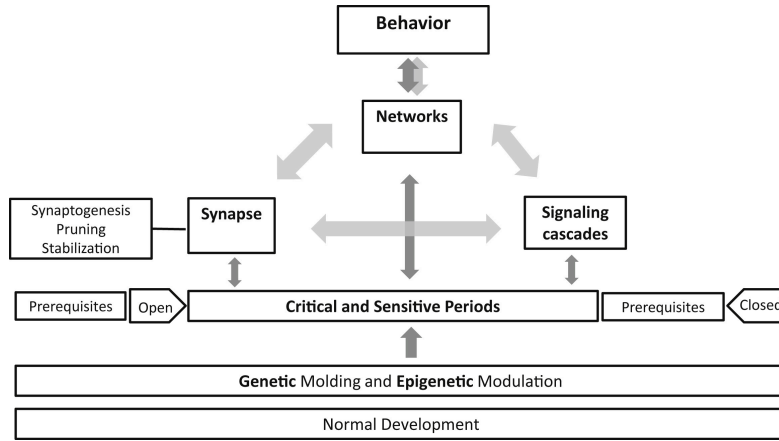 Behavior
Networks
Synaptogenesis
Pruning
Stabilization
Synapse
Signaling
cascades
Prerequisites
Open
Critical and Sensitive Periods
Prerequisites
Closed
Genetic Molding and Epigenetic Modulation
Normal Development